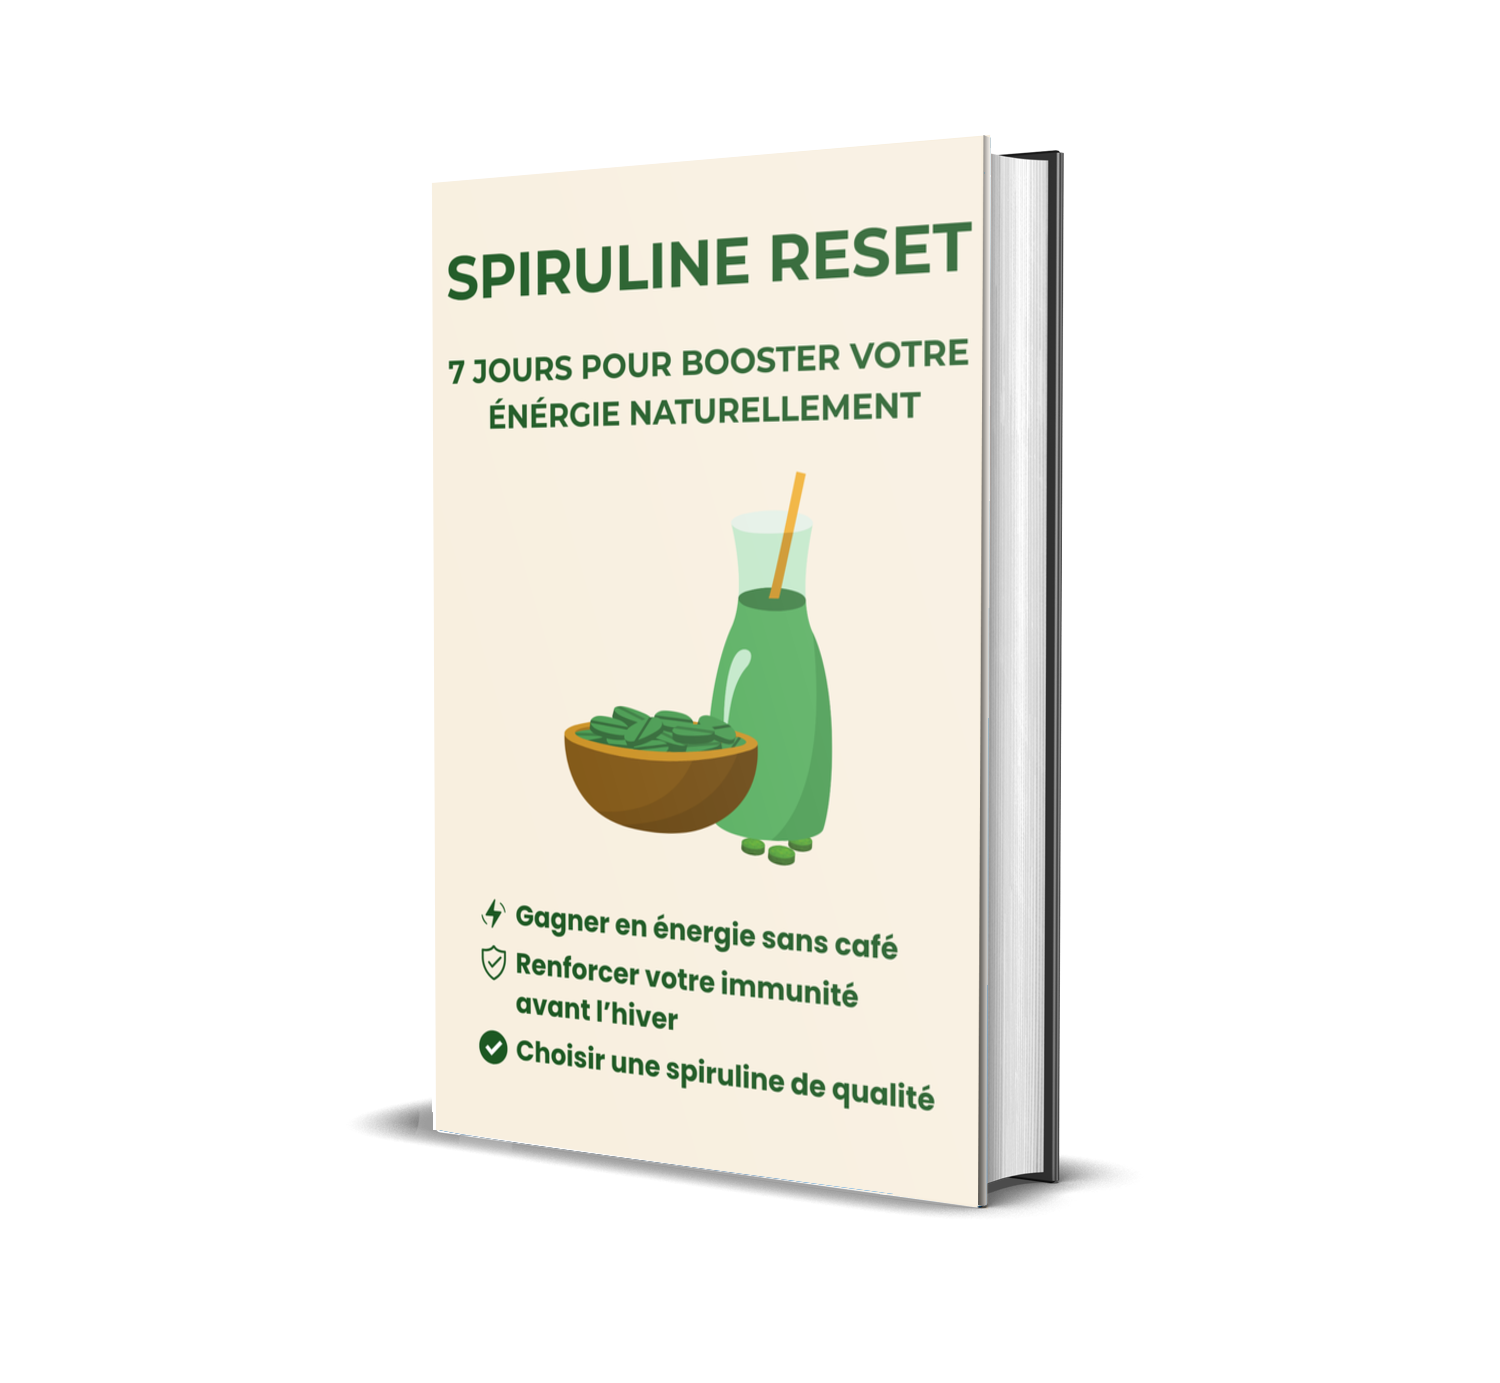 SPIRULINE RESET
7 JOURS POUR BOOSTER VOTRE
ÉNÉRGIE NATURELLEMENT
Gagner en énergie sans café
Renforcer votre immunité
avant l’hiver
Choisir une spiruline de qualité